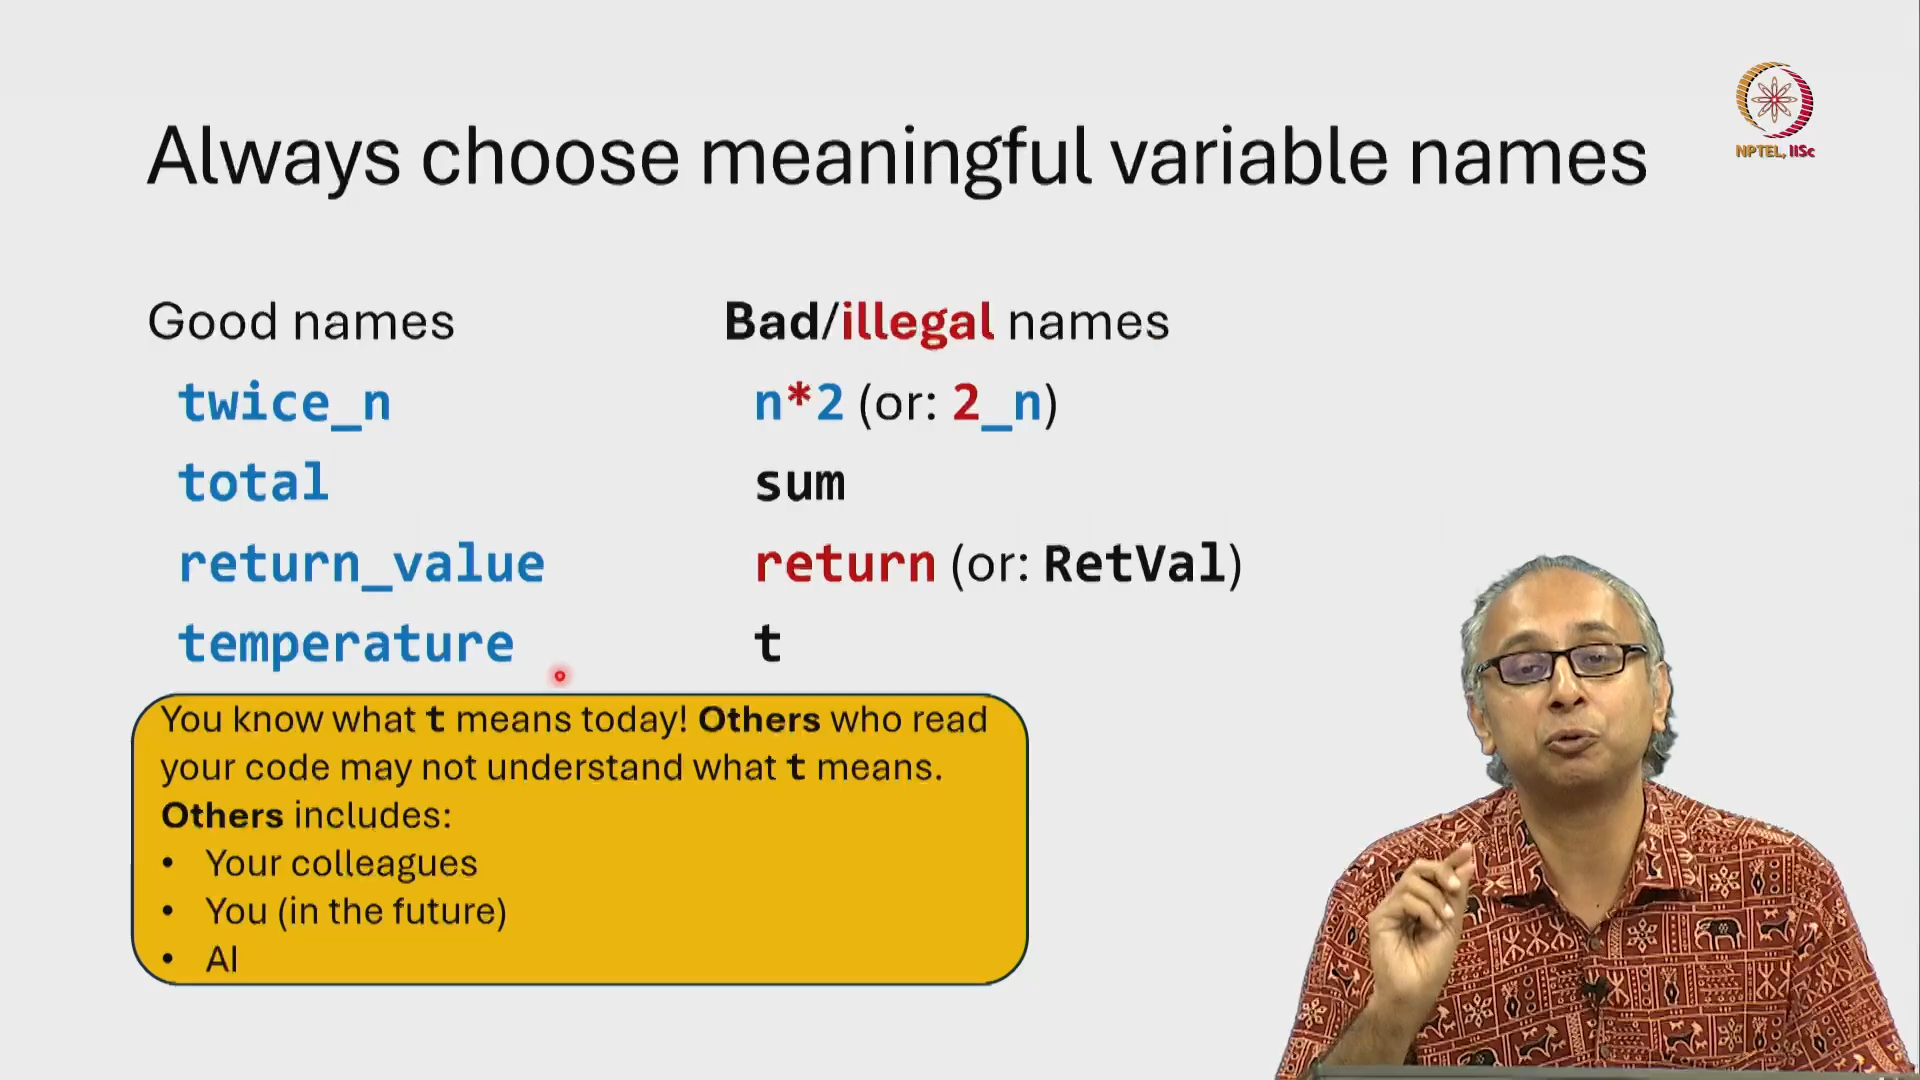 Always choose meaningful variable names
NPTEL, IISc
Good names
Bad/illegal names
twice_n
n*2 (or: 2_n)
total
sum
return_value
return (or: RetVal)
temperature
t
You know what t means today! Others who read
your code may not understand what t means.
Others includes:
• Your colleagues
• You (in the future)
• AI